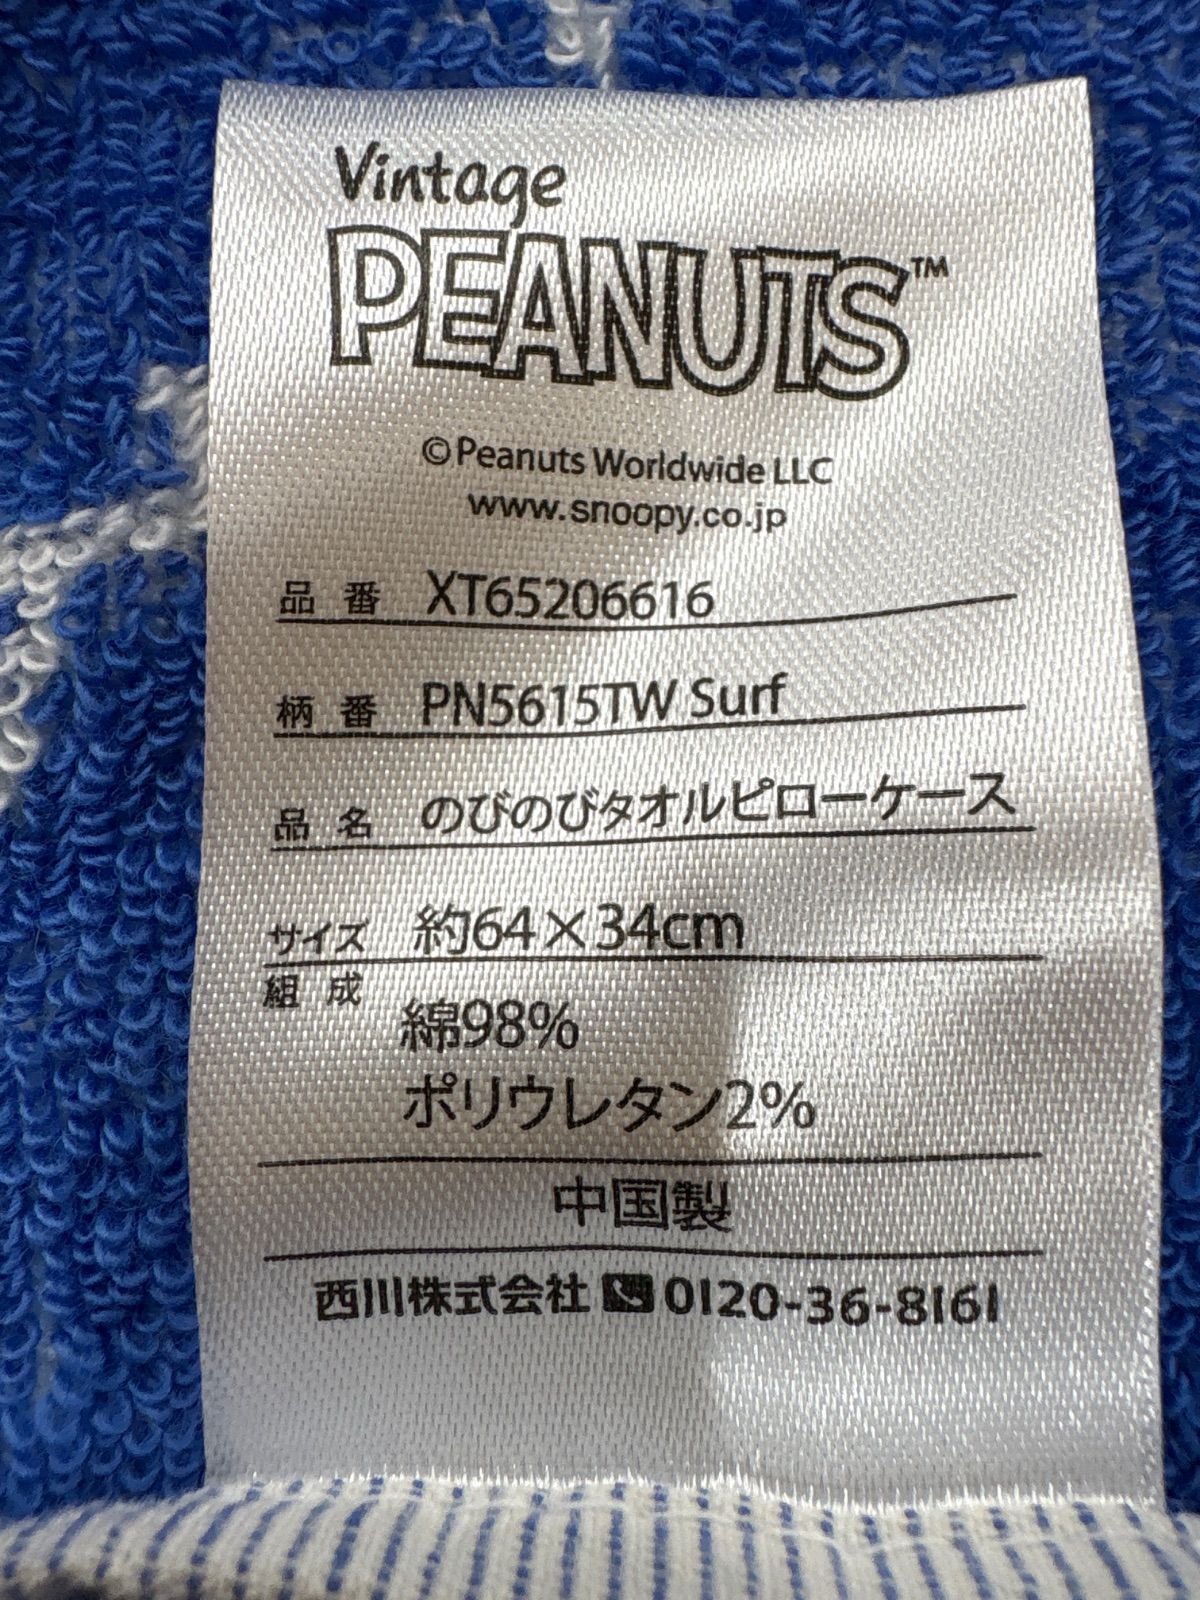 Vintage
PEANUTS™
©Peanuts Worldwide LLC
www.snoopy.co.jp
品番 XT65206616
柄番 PN5615TW Surf
品名 のびのびタオルピローケース
サイズ 約64×34cm
組成
綿98%
ポリウレタン2%
中国製
西川株式会社 0120-36-8161